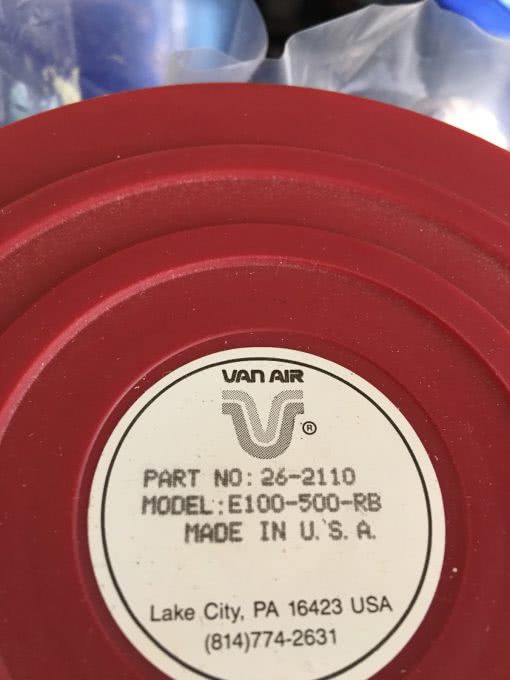 VAN AIR
®
PART NO: 26-2110
MODEL:E100-500-RB
MADE IN U.S.A.
Lake City, PA 16423 USA
(814)774-2631